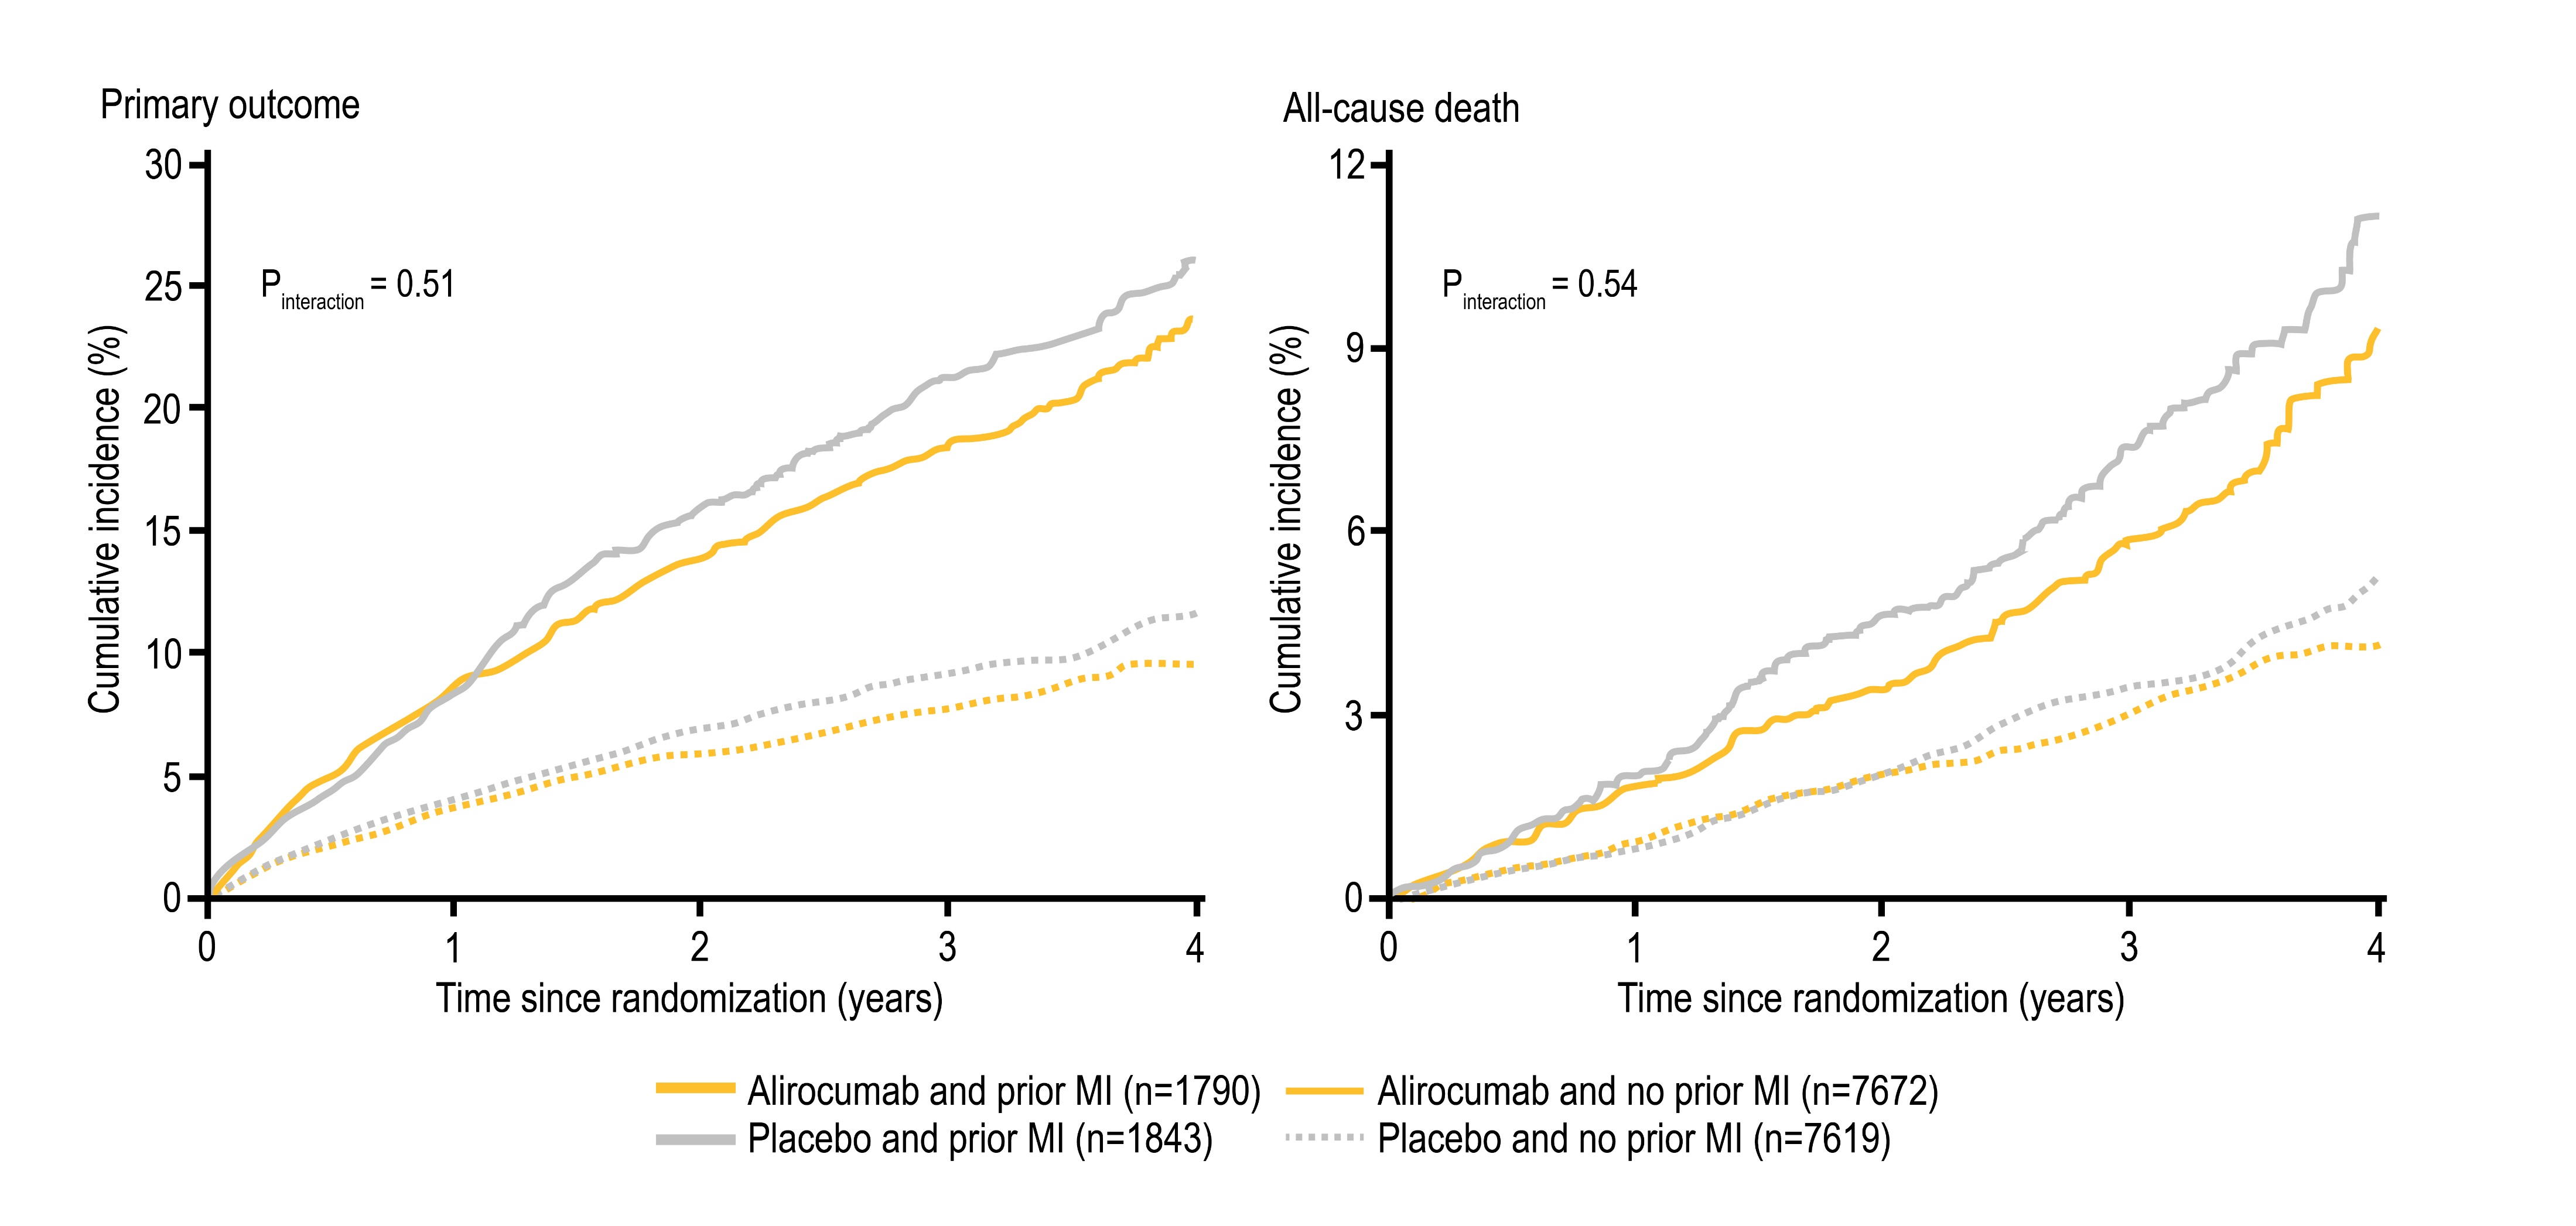 Primary outcome
30
25
20
15
10
5
0
P interaction = 0.51
Cumulative incidence (%)
0 1 2 3 4
Time since randomization (years)
All-cause death
12
9
6
3
0
P interaction = 0.54
Cumulative incidence (%)
0 1 2 3 4
Time since randomization (years)
Alirocumab and prior MI (n=1790)
Alirocumab and no prior MI (n=7672)
Placebo and prior MI (n=1843)
Placebo and no prior MI (n=7619)